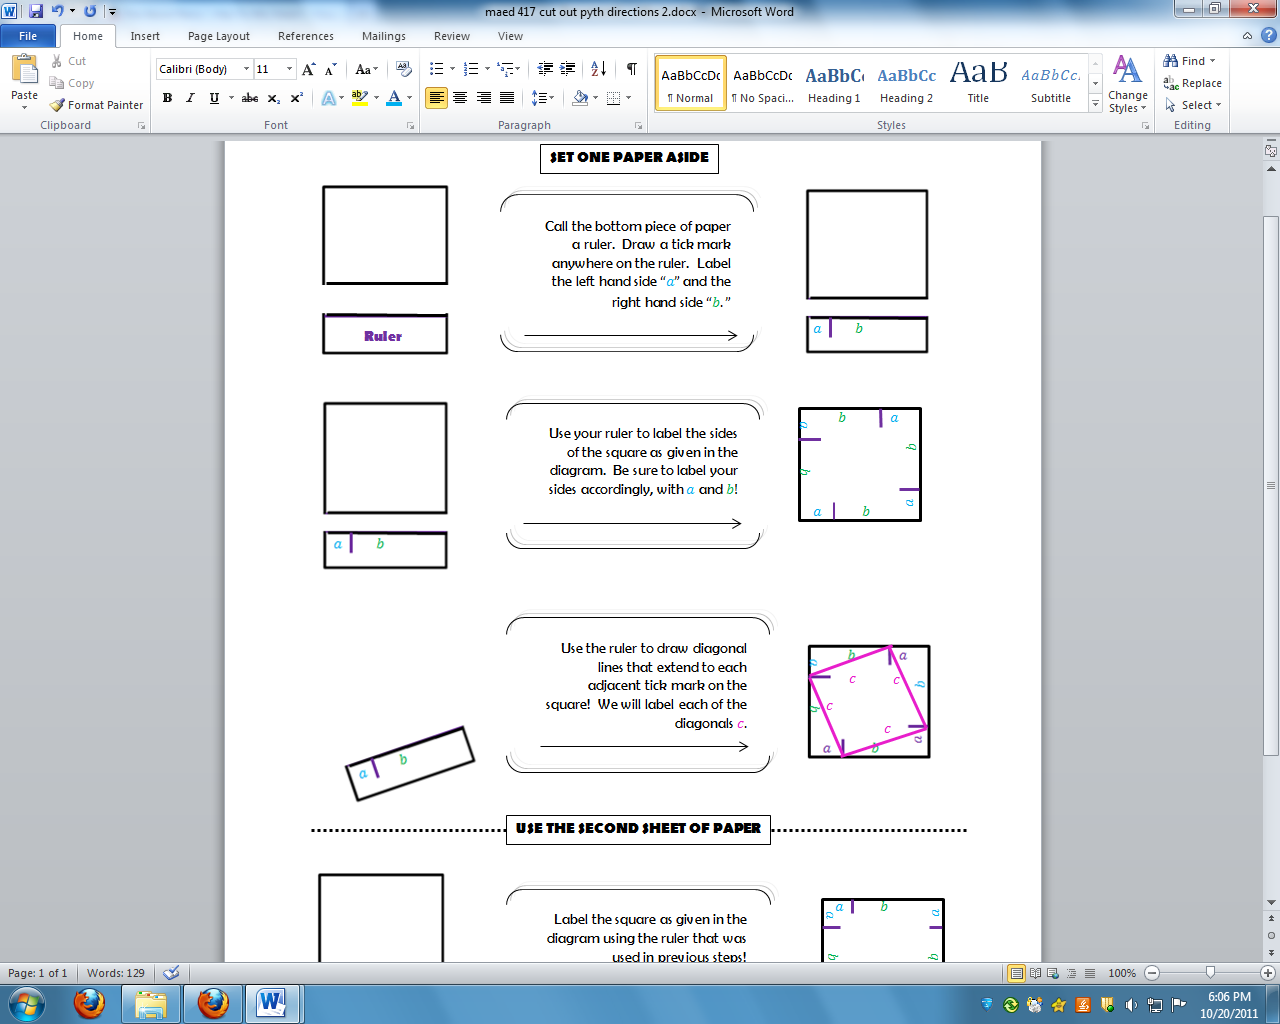 maed 417 cut out pyth directions 2.docx - Microsoft Word
File Home Insert Page Layout References Mailings Review View
Paste
Cut
Copy
Format Painter
Clipboard
Calibri (Body) 11
Font
Paragraph
AaBbCcDc AaBbCcDc AaBbCc AaBbCc AaB AaBbCc.
¶ Normal ¶ No Spaci... Heading 1 Heading 2 Title Subtitle
Change Styles
Styles
Find
Replace
Select
Editing
SET ONE PAPER ASIDE
Call the bottom piece of paper
a ruler. Draw a tick mark
anywhere on the ruler. Label
the left hand side “a” and the
right hand side “b.”
Ruler
a b
Use your ruler to label the sides
of the square as given in the
diagram. Be sure to label your
sides accordingly, with a and b!
a b
b a
a b
b a
a b
Use the ruler to draw diagonal
lines that extend to each
adjacent tick mark on the
square! We will label each of the
diagonals c.
a b
b b a
c c
b c b
c
a b a
USE THE SECOND SHEET OF PAPER
Label the square as given in the
diagram using the ruler that was
used in previous steps!
a b
a a
b b
Page: 1 of 1 Words: 129 100%
6:06 PM
10/20/2011